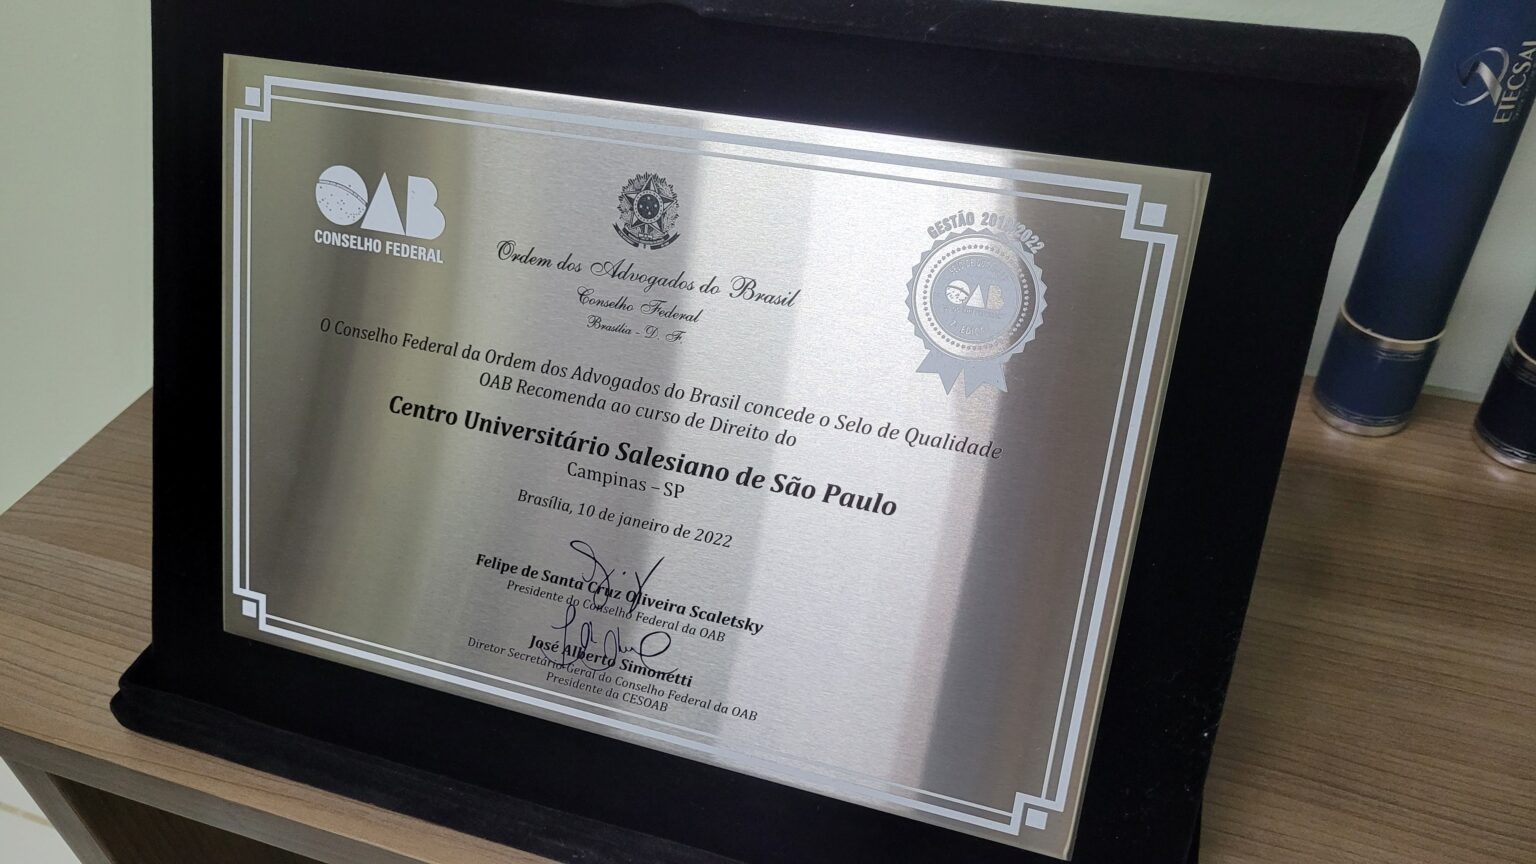 OAB
CONSELHO FEDERAL
Ordem dos Advogados do Brasil
Conselho Federal
Brasília - D. F.
GESTÃO 2019/2022
OAB
O Conselho Federal da Ordem dos Advogados do Brasil concede o Selo de Qualidade
OAB Recomenda ao curso de Direito do
Centro Universitário Salesiano de São Paulo
Campinas – SP
Brasília, 10 de janeiro de 2022
Felipe de Santa Cruz Oliveira Scaletsky
Presidente do Conselho Federal da OAB
José Alberto Simonetti
Diretor Secretário-Geral do Conselho Federal da OAB
Presidente da CESOAB